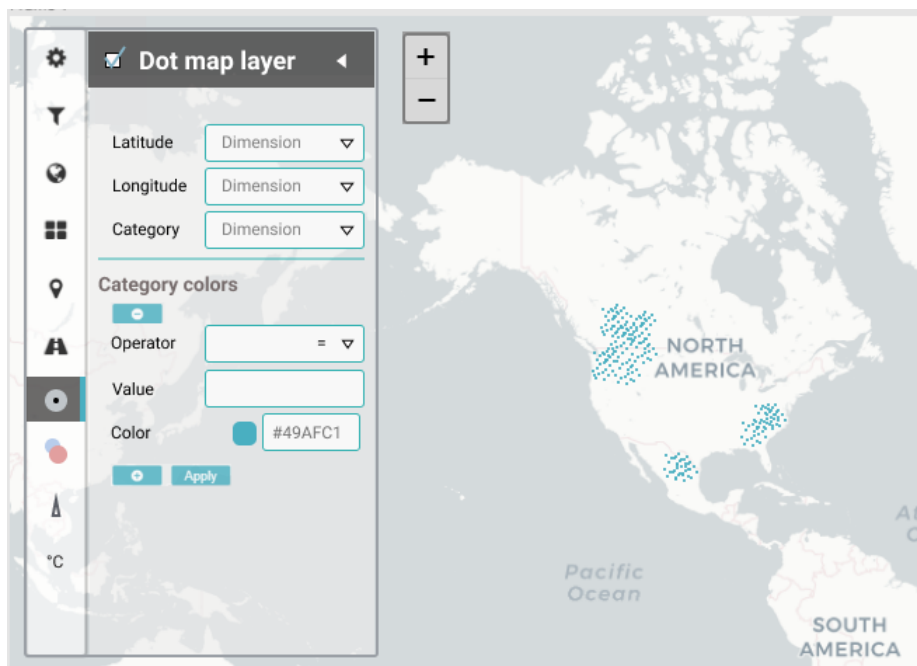 Dot map layer
+
−
Latitude Dimension
Longitude Dimension
Category Dimension
Category colors
Operator =
Value
Color #49AFC1
Apply
°C
NORTH
AMERICA
Pacific
Ocean
SOUTH
AMERICA